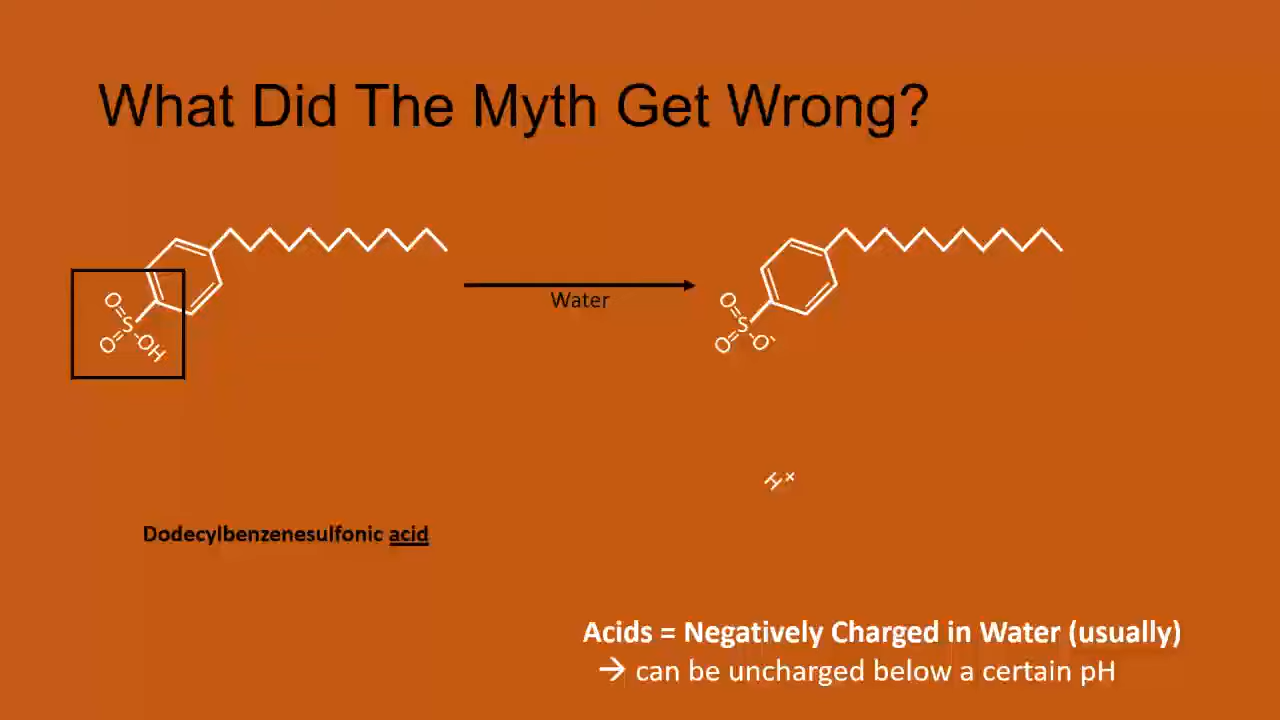 What Did The Myth Get Wrong?
O
S
O
OH
Water
O
S
O
O-
H+
Dodecylbenzenesulfonic acid
Acids = Negatively Charged in Water (usually)
→ can be uncharged below a certain pH